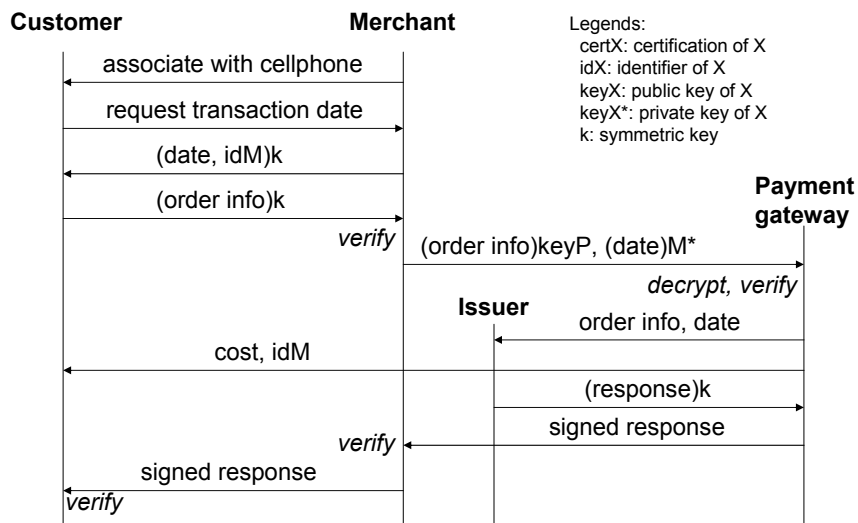 Customer
Merchant
Legends:
certX: certification of X
idX: identifier of X
keyX: public key of X
keyX*: private key of X
k: symmetric key
associate with cellphone
request transaction date
(date, idM)k
(order info)k
verify
Payment
gateway
(order info)keyP, (date)M*
decrypt, verify
Issuer
order info, date
cost, idM
(response)k
signed response
verify
signed response
verify